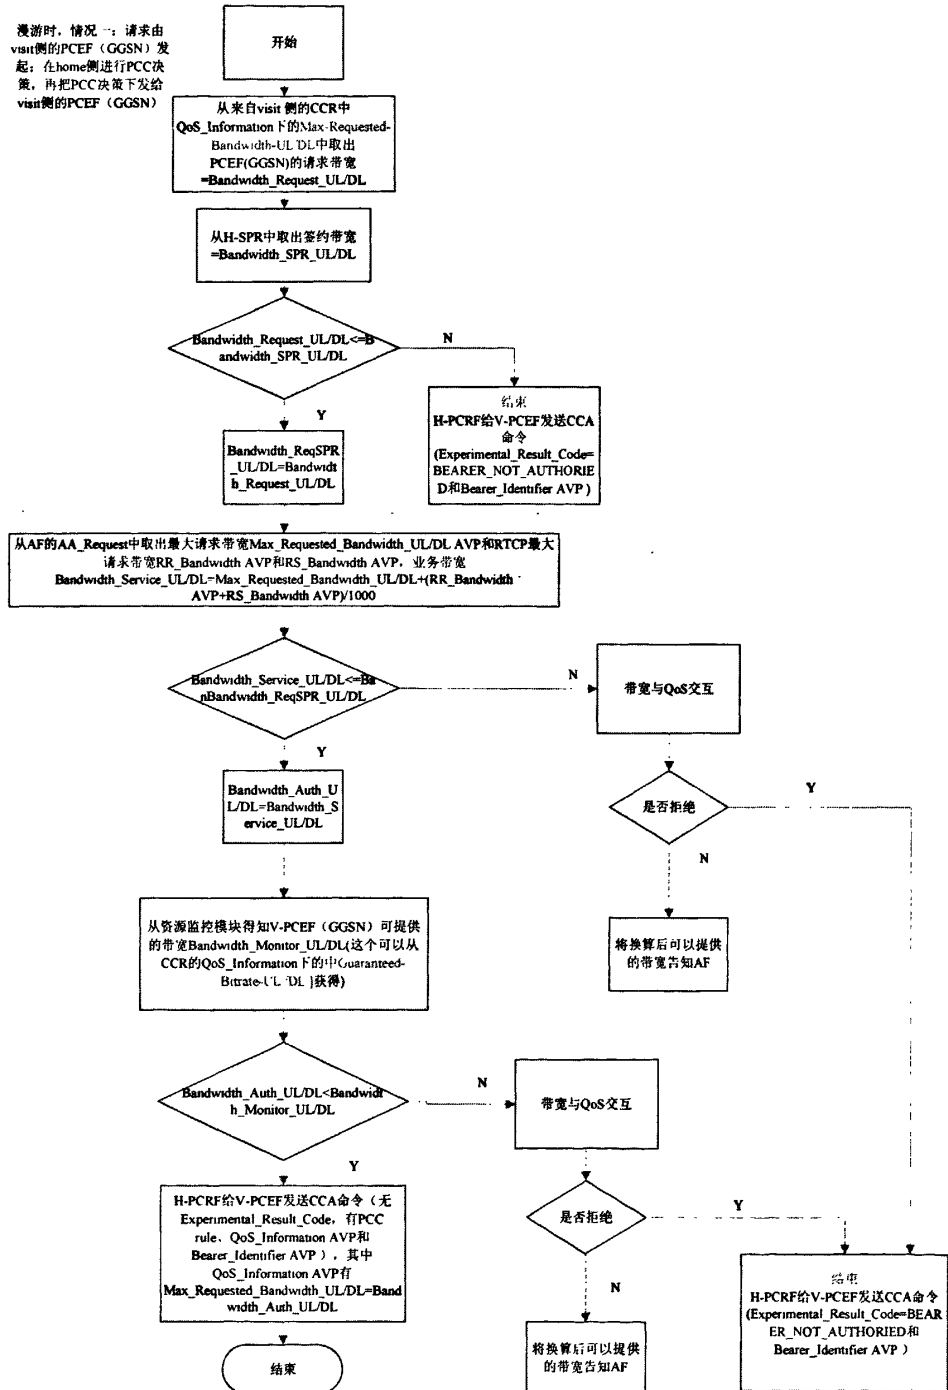 漫游时，情况一：请求由
visit侧的PCEF（GGSN）发
起；在home侧进行PCC决
策，再把PCC决策下发给
visit侧的PCEF（GGSN）
开始
从来自visit 侧的CCR中
QoS_Information下的Max-Requested-
Bandwidth-UL/DL中取出
PCEF(GGSN)的请求带宽
=Bandwidth_Request_UL/DL
从H-SPR中取出签约带宽
=Bandwidth_SPR_UL/DL
Bandwidth_Request_UL/DL<=B
andwidth_SPR_UL/DL
N
结束
H-PCRF给V-PCEF发送CCA
命令
(Experimental_Result_Code=
BEARER_NOT_AUTHORIE
D和Bearer_Identifier AVP )
Y
Bandwidth_ReqSPR
_UL/DL=Bandwidt
h_Request_UL/DL
从AF的AA_Request中取出最大请求带宽Max_Requested_Bandwidth_UL/DL AVP和RTCP最大
请求带宽RR_Bandwidth AVP和RS_Bandwidth AVP，业务带宽
Bandwidth_Service_UL/DL=Max_Requested_Bandwidth_UL/DL+(RR_Bandwidth
AVP+RS_Bandwidth AVP)/1000
Bandwidth_Service_UL/DL<=Ba
nBandwidth_ReqSPR_UL/DL
N
带宽与QoS交互
Y
Bandwidth_Auth_U
L/DL=Bandwidth_S
ervice_UL/DL
是否拒绝
Y
N
将换算后可以提供
的带宽告知AF
从资源监控模块得知V-PCEF（GGSN）可提供
的带宽Bandwidth_Monitor_UL/DL(这个可以从
CCR的QoS_Information下的中Guaranteed-
Bitrate-UL/DL ]获得)
Bandwidth_Auth_UL/DL<Bandwidt
h_Monitor_UL/DL
N
带宽与QoS交互
Y
H-PCRF给V-PCEF发送CCA命令（无
Experimental_Result_Code，有PCC
rule、QoS_Information AVP和
Bearer_Identifier AVP ），其中
QoS_Information AVP有
Max_Requested_Bandwidth_UL/DL=Band
width_Auth_UL/DL
是否拒绝
Y
N
将换算后可以提供
的带宽告知AF
结束
H-PCRF给V-PCEF发送CCA命令
(Experimental_Result_Code=BEAR
ER_NOT_AUTHORIED和
Bearer_Identifier AVP ）
结束